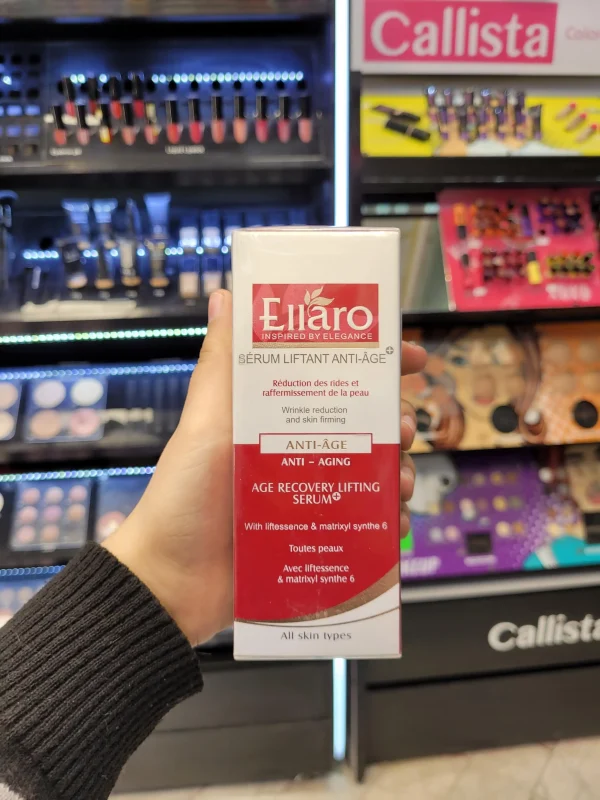 Callista
Ellaro
INSPIRED BY ELEGANCE
SÉRUM LIFTANT ANTI-ÂGE+
Réduction des rides et
raffermissement de la peau
Wrinkle reduction
and skin firming
ANTI-ÂGE
ANTI – AGING
AGE RECOVERY LIFTING
SERUM+
With liftessence & matrixyl synthe 6
Toutes peaux
Avec liftessence
& matrixyl synthe 6
All skin types
Callista